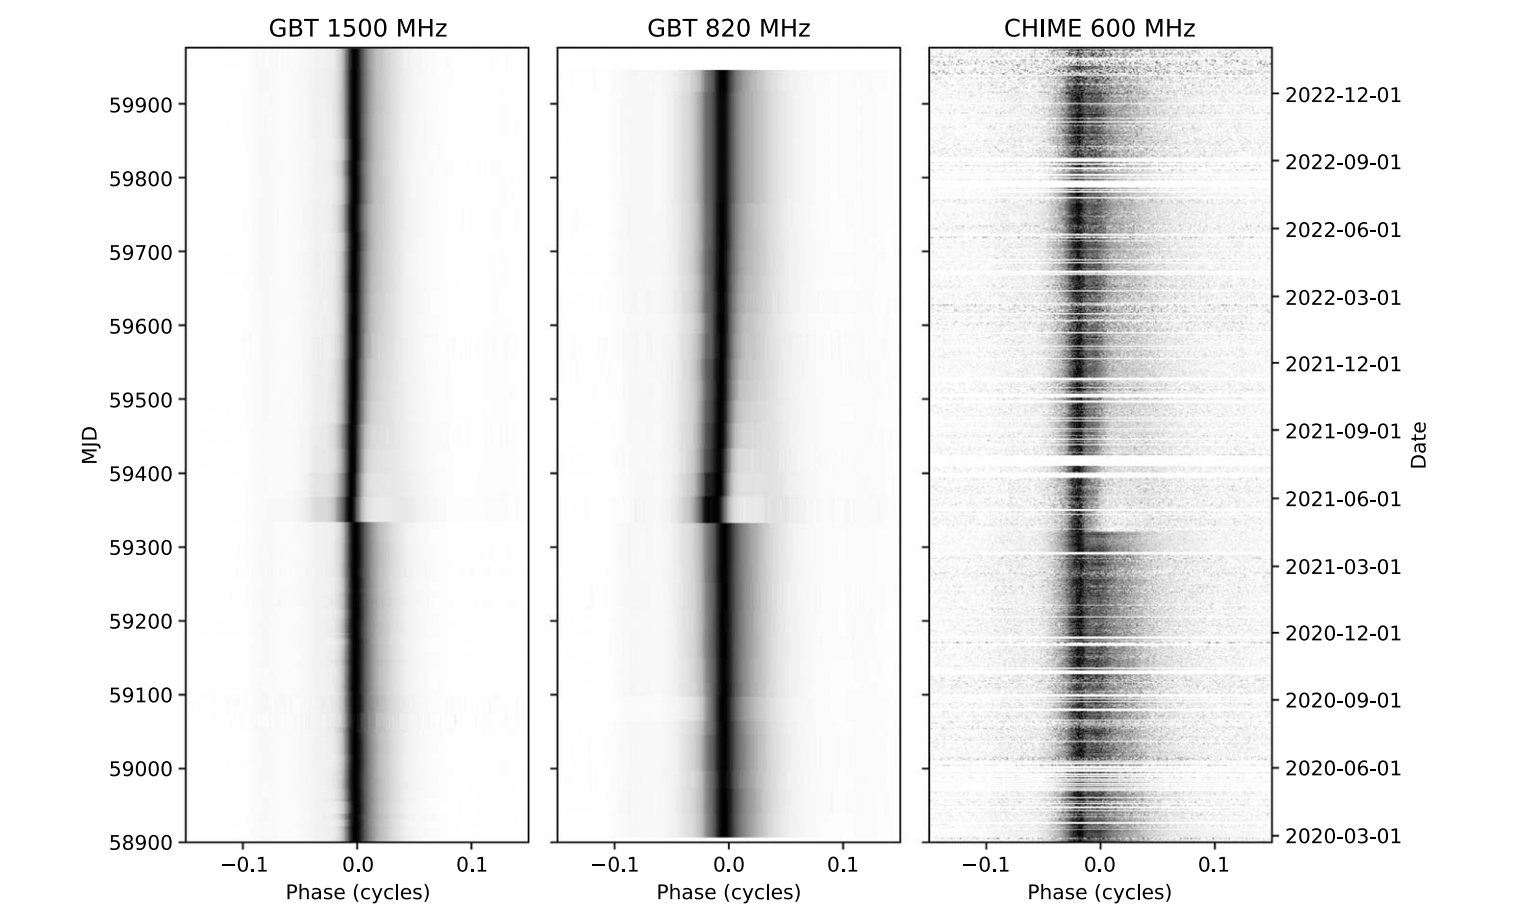 GBT 1500 MHz
GBT 820 MHz
CHIME 600 MHz
MJD
59900
59800
59700
59600
59500
59400
59300
59200
59100
59000
58900
2022-12-01
2022-09-01
2022-06-01
2022-03-01
2021-12-01
2021-09-01
2021-06-01
2021-03-01
2020-12-01
2020-09-01
2020-06-01
2020-03-01
Date
−0.1 0.0 0.1
−0.1 0.0 0.1
−0.1 0.0 0.1
Phase (cycles)
Phase (cycles)
Phase (cycles)